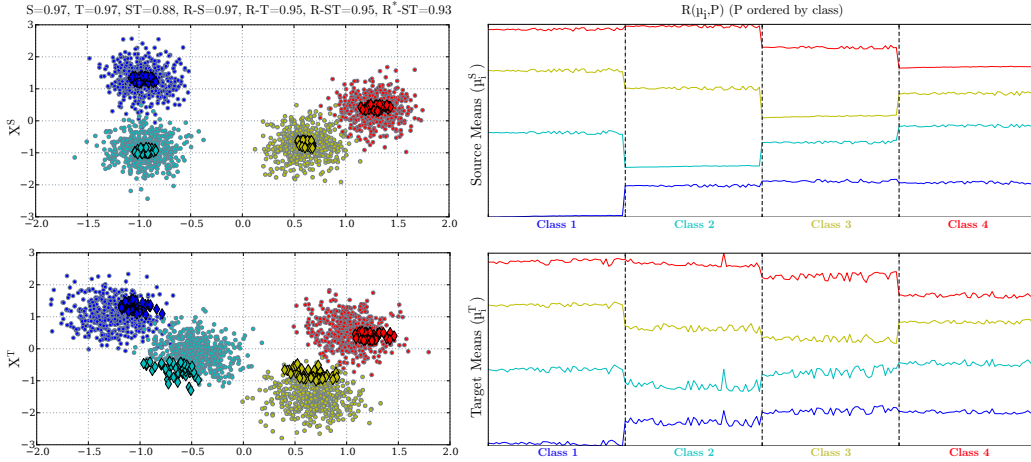 S=0.97, T=0.97, ST=0.88, R-S=0.97, R-T=0.95, R-ST=0.95, R*-ST=0.93
3
2
1
0
−1
−2
−3
X^S
−2.0 −1.5 −1.0 −0.5 0.0 0.5 1.0 1.5 2.0
R(μ_i,P) (P ordered by class)
Source Means (μ_i^S)
Class 1 Class 2 Class 3 Class 4
3
2
1
0
−1
−2
−3
X^T
−2.0 −1.5 −1.0 −0.5 0.0 0.5 1.0 1.5 2.0
Target Means (μ_i^T)
Class 1 Class 2 Class 3 Class 4